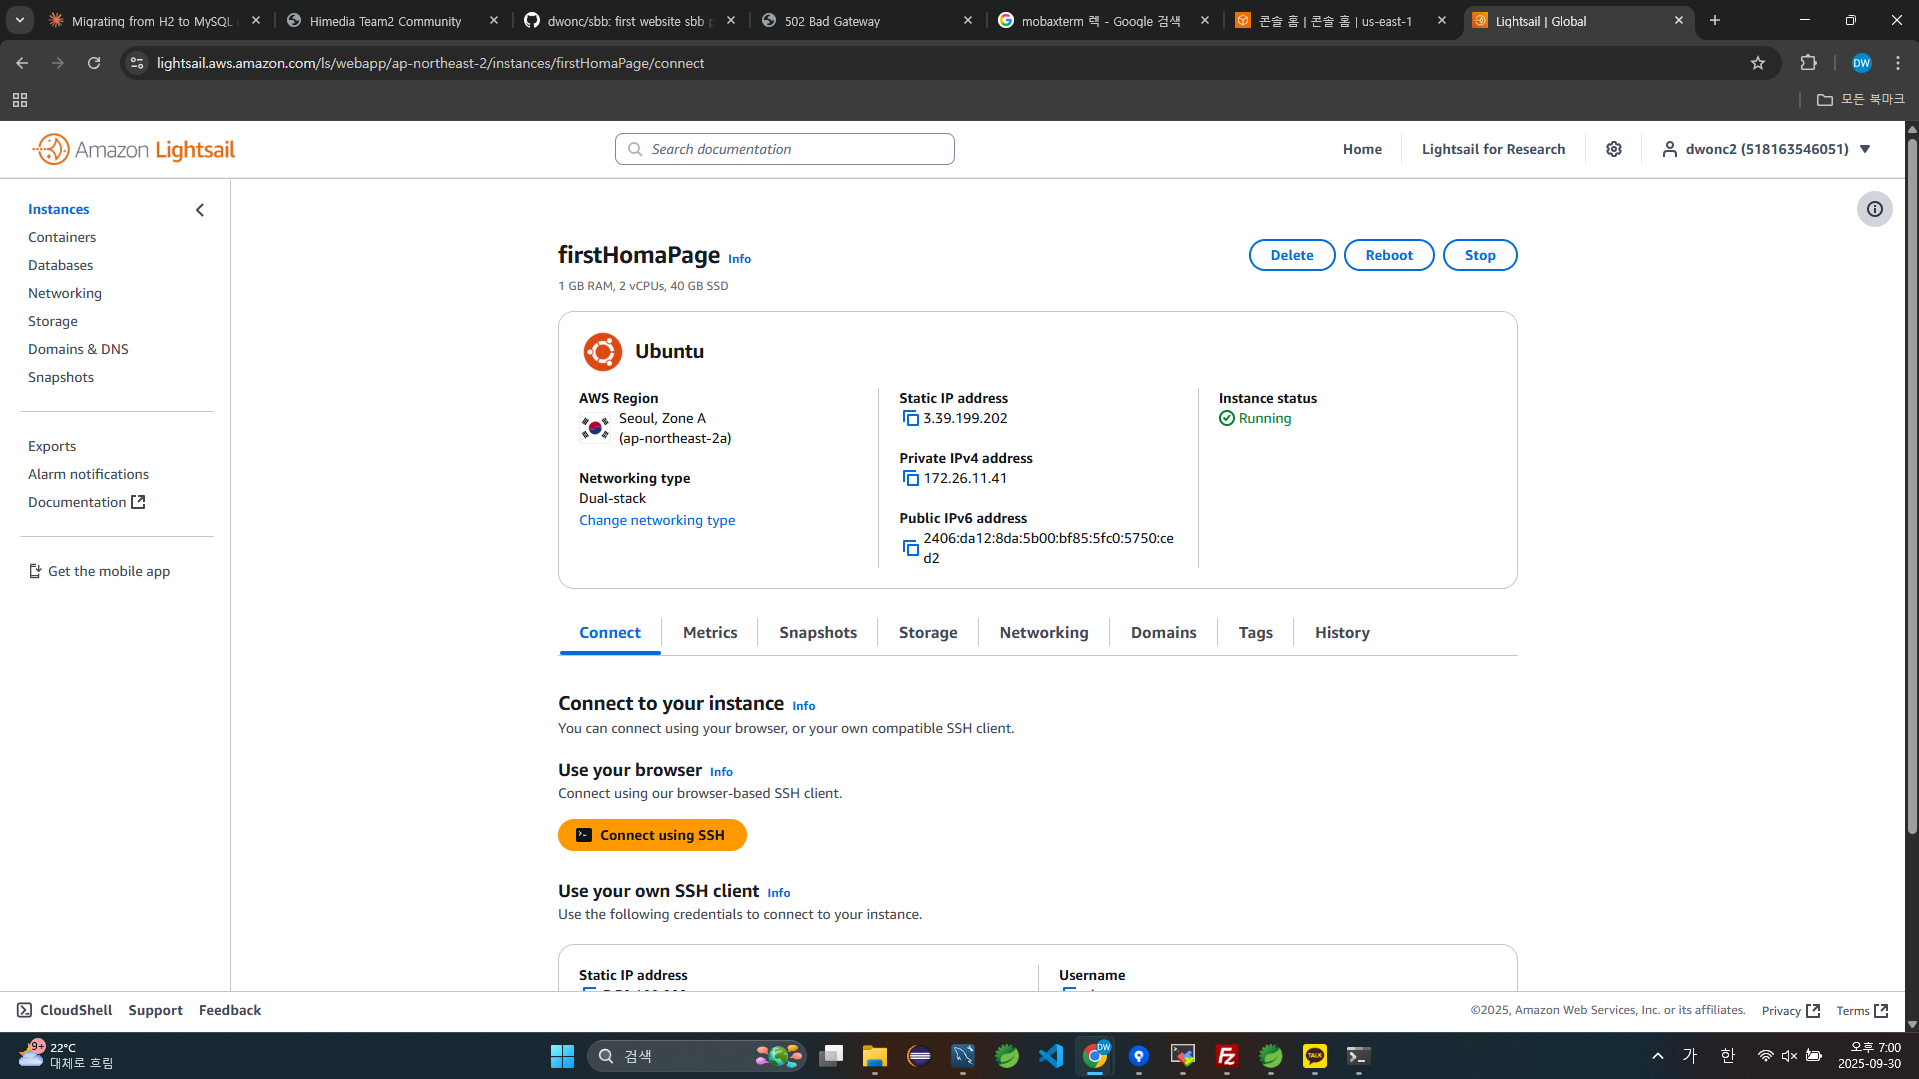 Migrating from H2 to MySQL
Himedia Team2 Community
dwonc/sbb: first website sbb p
502 Bad Gateway
mobaxterm 렉 - Google 검색
콘솔 홈 | 콘솔 홈 | us-east-1
Lightsail | Global
lightsail.aws.amazon.com/ls/webapp/ap-northeast-2/instances/firstHomaPage/connect
DW
모든 북마크
Amazon Lightsail
Search documentation
Home
Lightsail for Research
dwonc2 (518163546051)
Instances
Containers
Databases
Networking
Storage
Domains & DNS
Snapshots
Exports
Alarm notifications
Documentation
Get the mobile app
firstHomaPage Info
Delete
Reboot
Stop
1 GB RAM, 2 vCPUs, 40 GB SSD
Ubuntu
AWS Region
Seoul, Zone A
(ap-northeast-2a)
Networking type
Dual-stack
Change networking type
Static IP address
3.39.199.202
Private IPv4 address
172.26.11.41
Public IPv6 address
2406:da12:8da:5b00:bf85:5fc0:5750:ce
d2
Instance status
Running
Connect
Metrics
Snapshots
Storage
Networking
Domains
Tags
History
Connect to your instance Info
You can connect using your browser, or your own compatible SSH client.
Use your browser Info
Connect using our browser-based SSH client.
Connect using SSH
Use your own SSH client Info
Use the following credentials to connect to your instance.
Static IP address
Username
CloudShell
Support
Feedback
©2025, Amazon Web Services, Inc. or its affiliates.
Privacy
Terms
9+
22°C
대체로 흐림
검색
DW
TALK
Fz
가
한
오후 7:00
2025-09-30